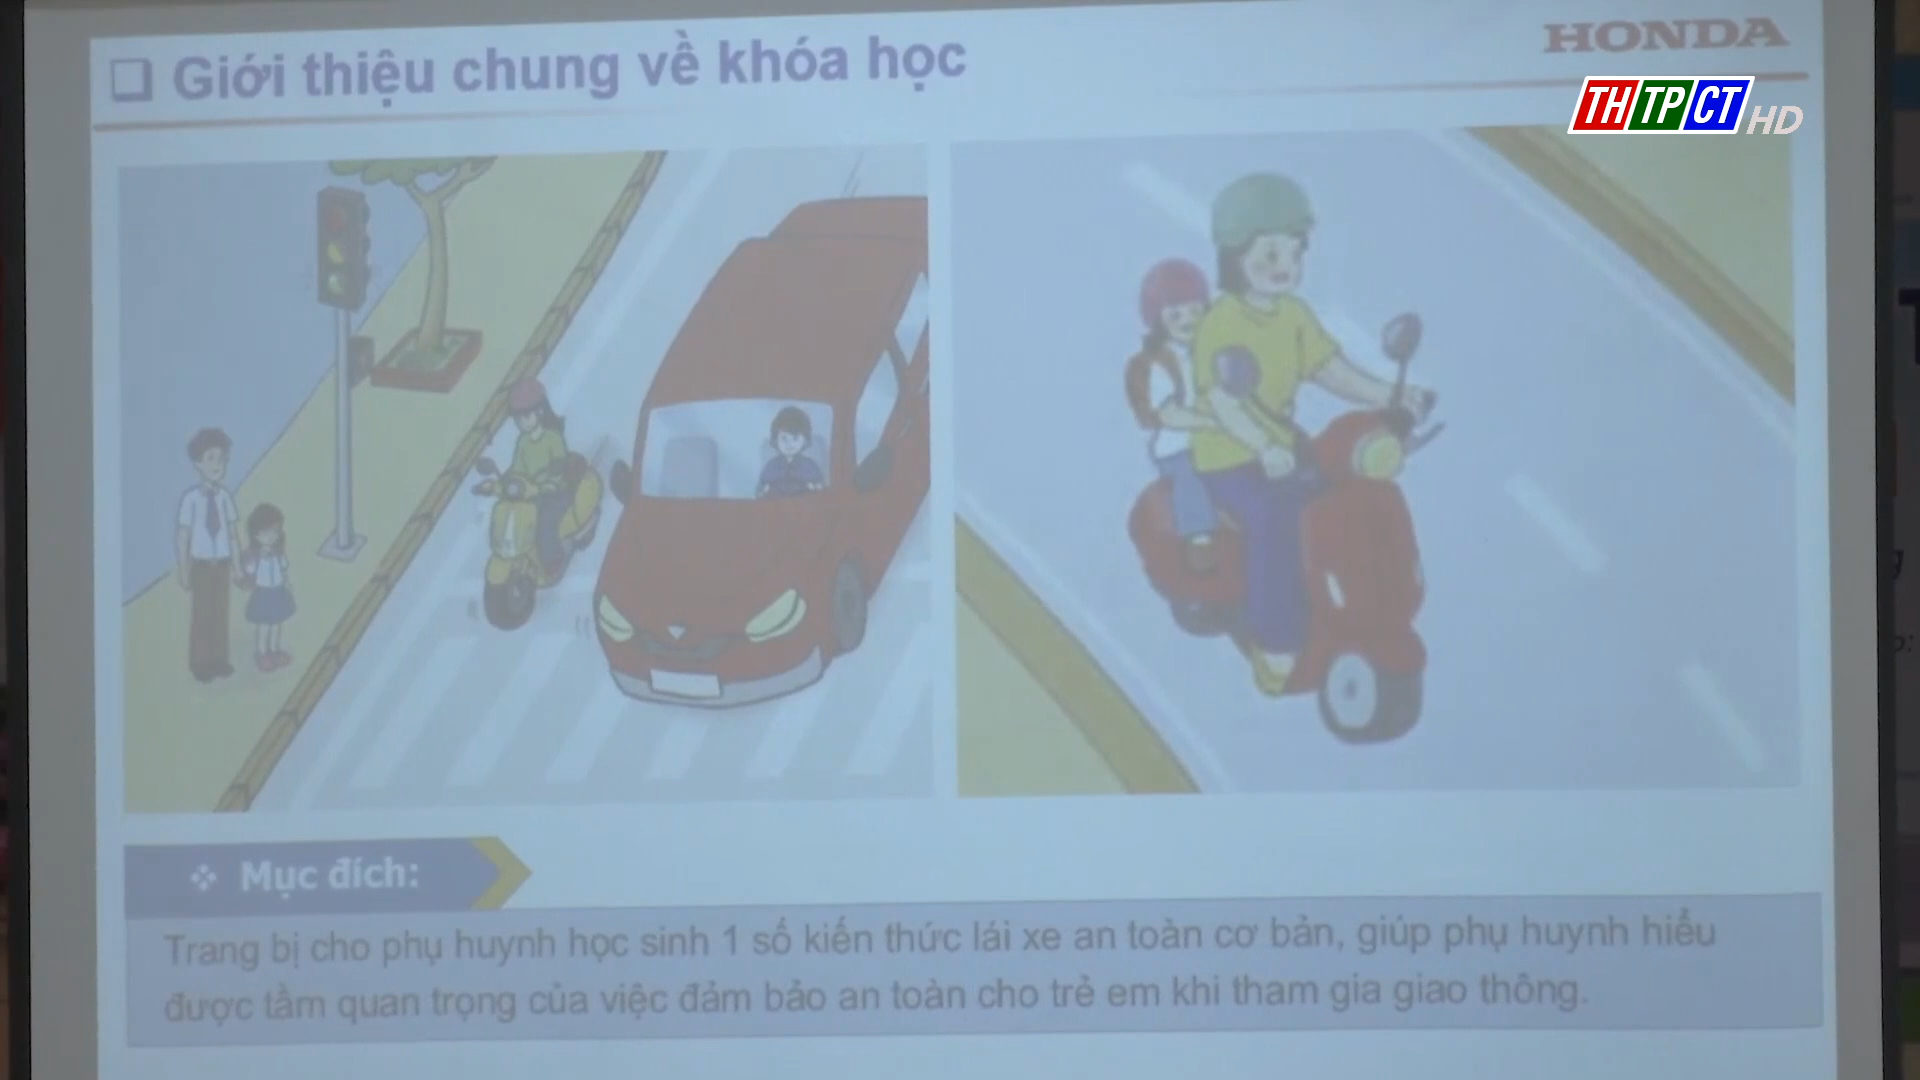 Giới thiệu chung về khóa học
HONDA
THTPCT HD
Mục đích:
Trang bị cho phụ huynh học sinh 1 số kiến thức lái xe an toàn cơ bản, giúp phụ huynh hiểu
được tầm quan trọng của việc đảm bảo an toàn cho trẻ em khi tham gia giao thông.